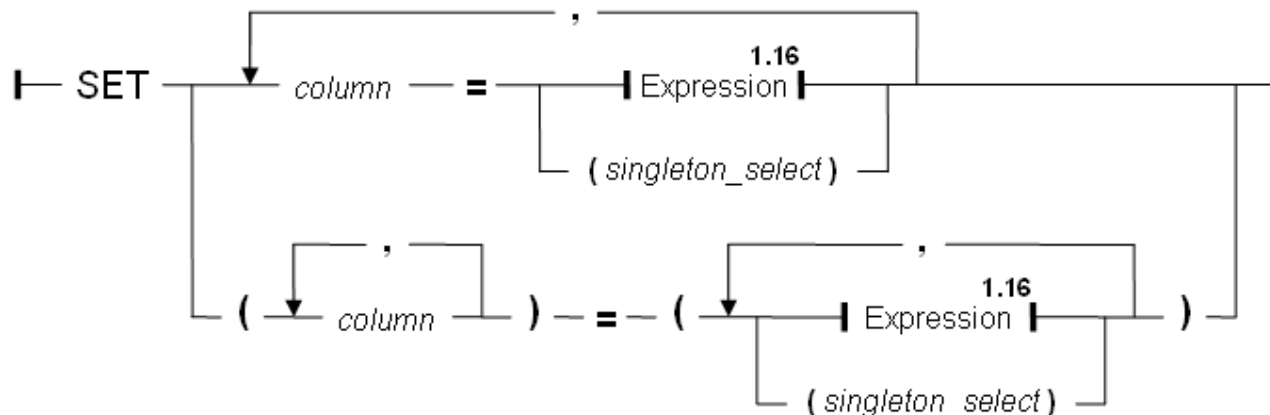 ,
1.16
SET column = Expression
(singleton_select)
, ,
1.16
( column ) = ( Expression )
(singleton_select)